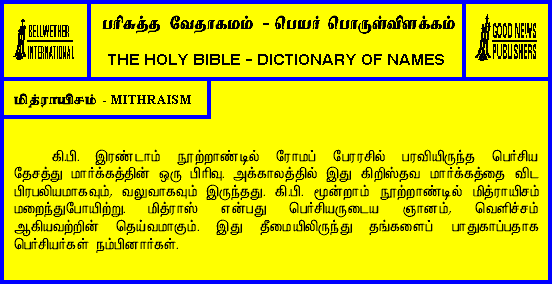 BELLWETHER
INTERNATIONAL
பரிசுத்த வேதாகமம் - பெயர் பொருள்விளக்கம்
THE HOLY BIBLE - DICTIONARY OF NAMES
GOOD NEWS
PUBLISHERS
மித்ராயிசம் - MITHRAISM
கி.பி. இரண்டாம் நூற்றாண்டில் ரோமப் பேரரசில் பரவியிருந்த பெர்சிய
தேசத்து மார்க்கத்தின் ஒரு பிரிவு. அக்காலத்தில் இது கிறிஸ்தவ மார்க்கத்தை விட
பிரபலியமாகவும், வலுவாகவும் இருந்தது. கி.பி. மூன்றாம் நூற்றாண்டில் மித்ராயிசம்
மறைந்துபோயிற்று. மித்ராஸ் என்பது பெர்சியருடைய ஞானம், வெளிச்சம்
ஆகியவற்றின் தெய்வமாகும். இது தீமையிலிருந்து தங்களைப் பாதுகாப்பதாக
பெர்சியர்கள் நம்பினார்கள்.